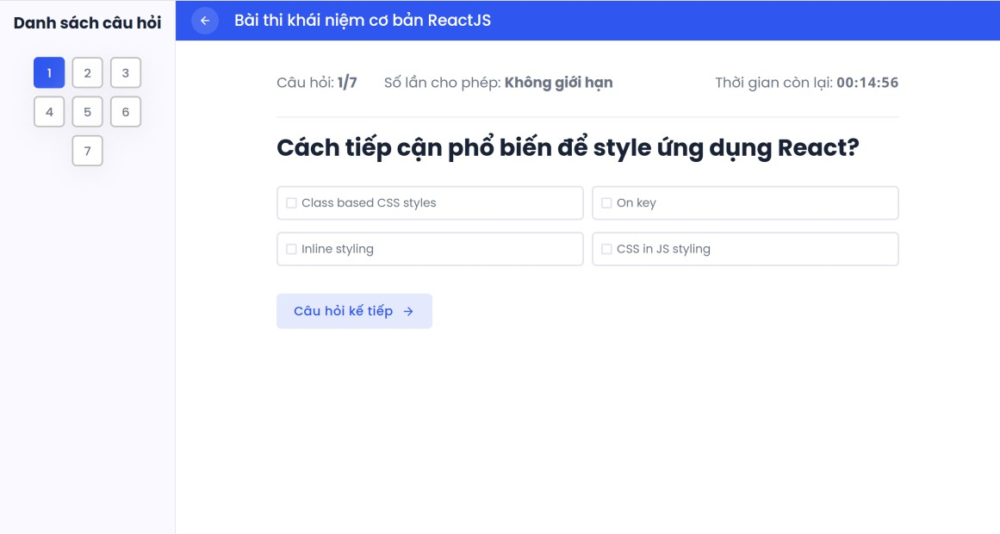 Danh sách câu hỏi
1
2
3
4
5
6
7
Bài thi khái niệm cơ bản ReactJS
Câu hỏi: 1/7 Số lần cho phép: Không giới hạn Thời gian còn lại: 00:14:56
Cách tiếp cận phổ biến để style ứng dụng React?
Class based CSS styles
On key
Inline styling
CSS in JS styling
Câu hỏi kế tiếp →